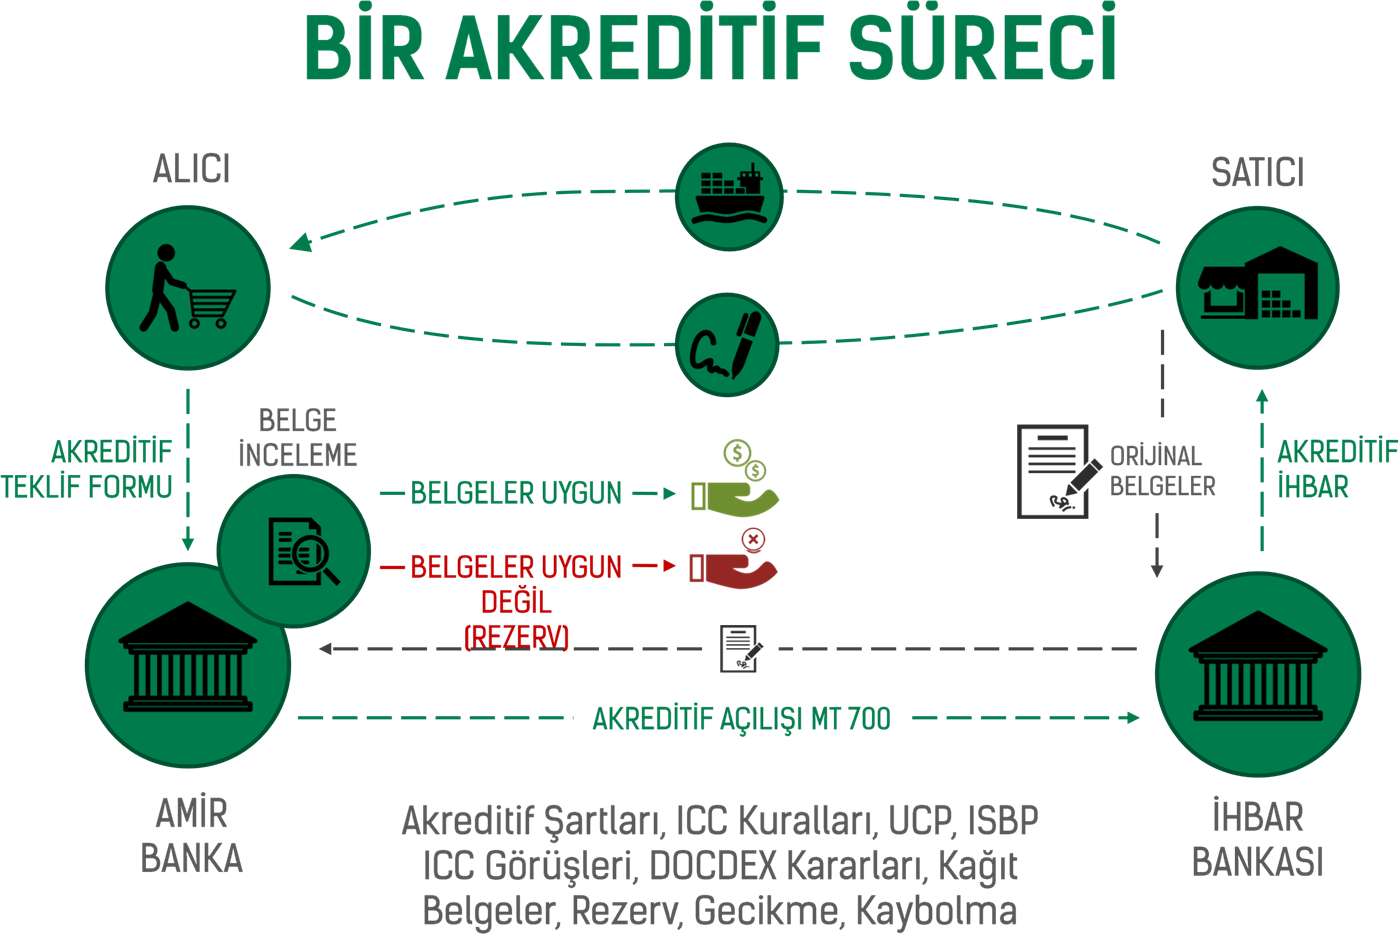 BİR AKREDİTİF SÜRECİ
ALICI
SATICI
BELGE
İNCELEME
AKREDİTİF
TEKLİF FORMU
BELGELER UYGUN
BELGELER UYGUN
DEĞİL
(REZERV)
ORİJİNAL
BELGELER
AKREDİTİF
İHBAR
AKREDİTİF AÇILIŞI MT 700
AMİR
BANKA
İHBAR
BANKASI
Akreditif Şartları, ICC Kuralları, UCP, ISBP
ICC Görüşleri, DOCDEX Kararları, Kağıt
Belgeler, Rezerv, Gecikme, Kaybolma